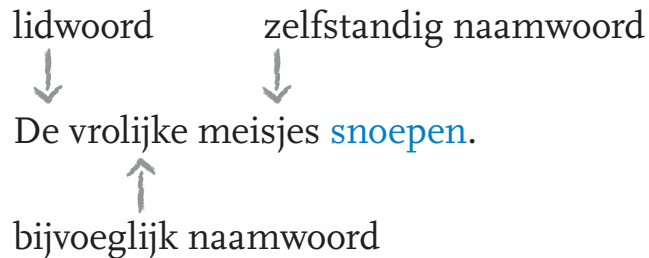 lidwoord zelfstandig naamwoord
De vrolijke meisjes snoepen.
bijvoeglijk naamwoord